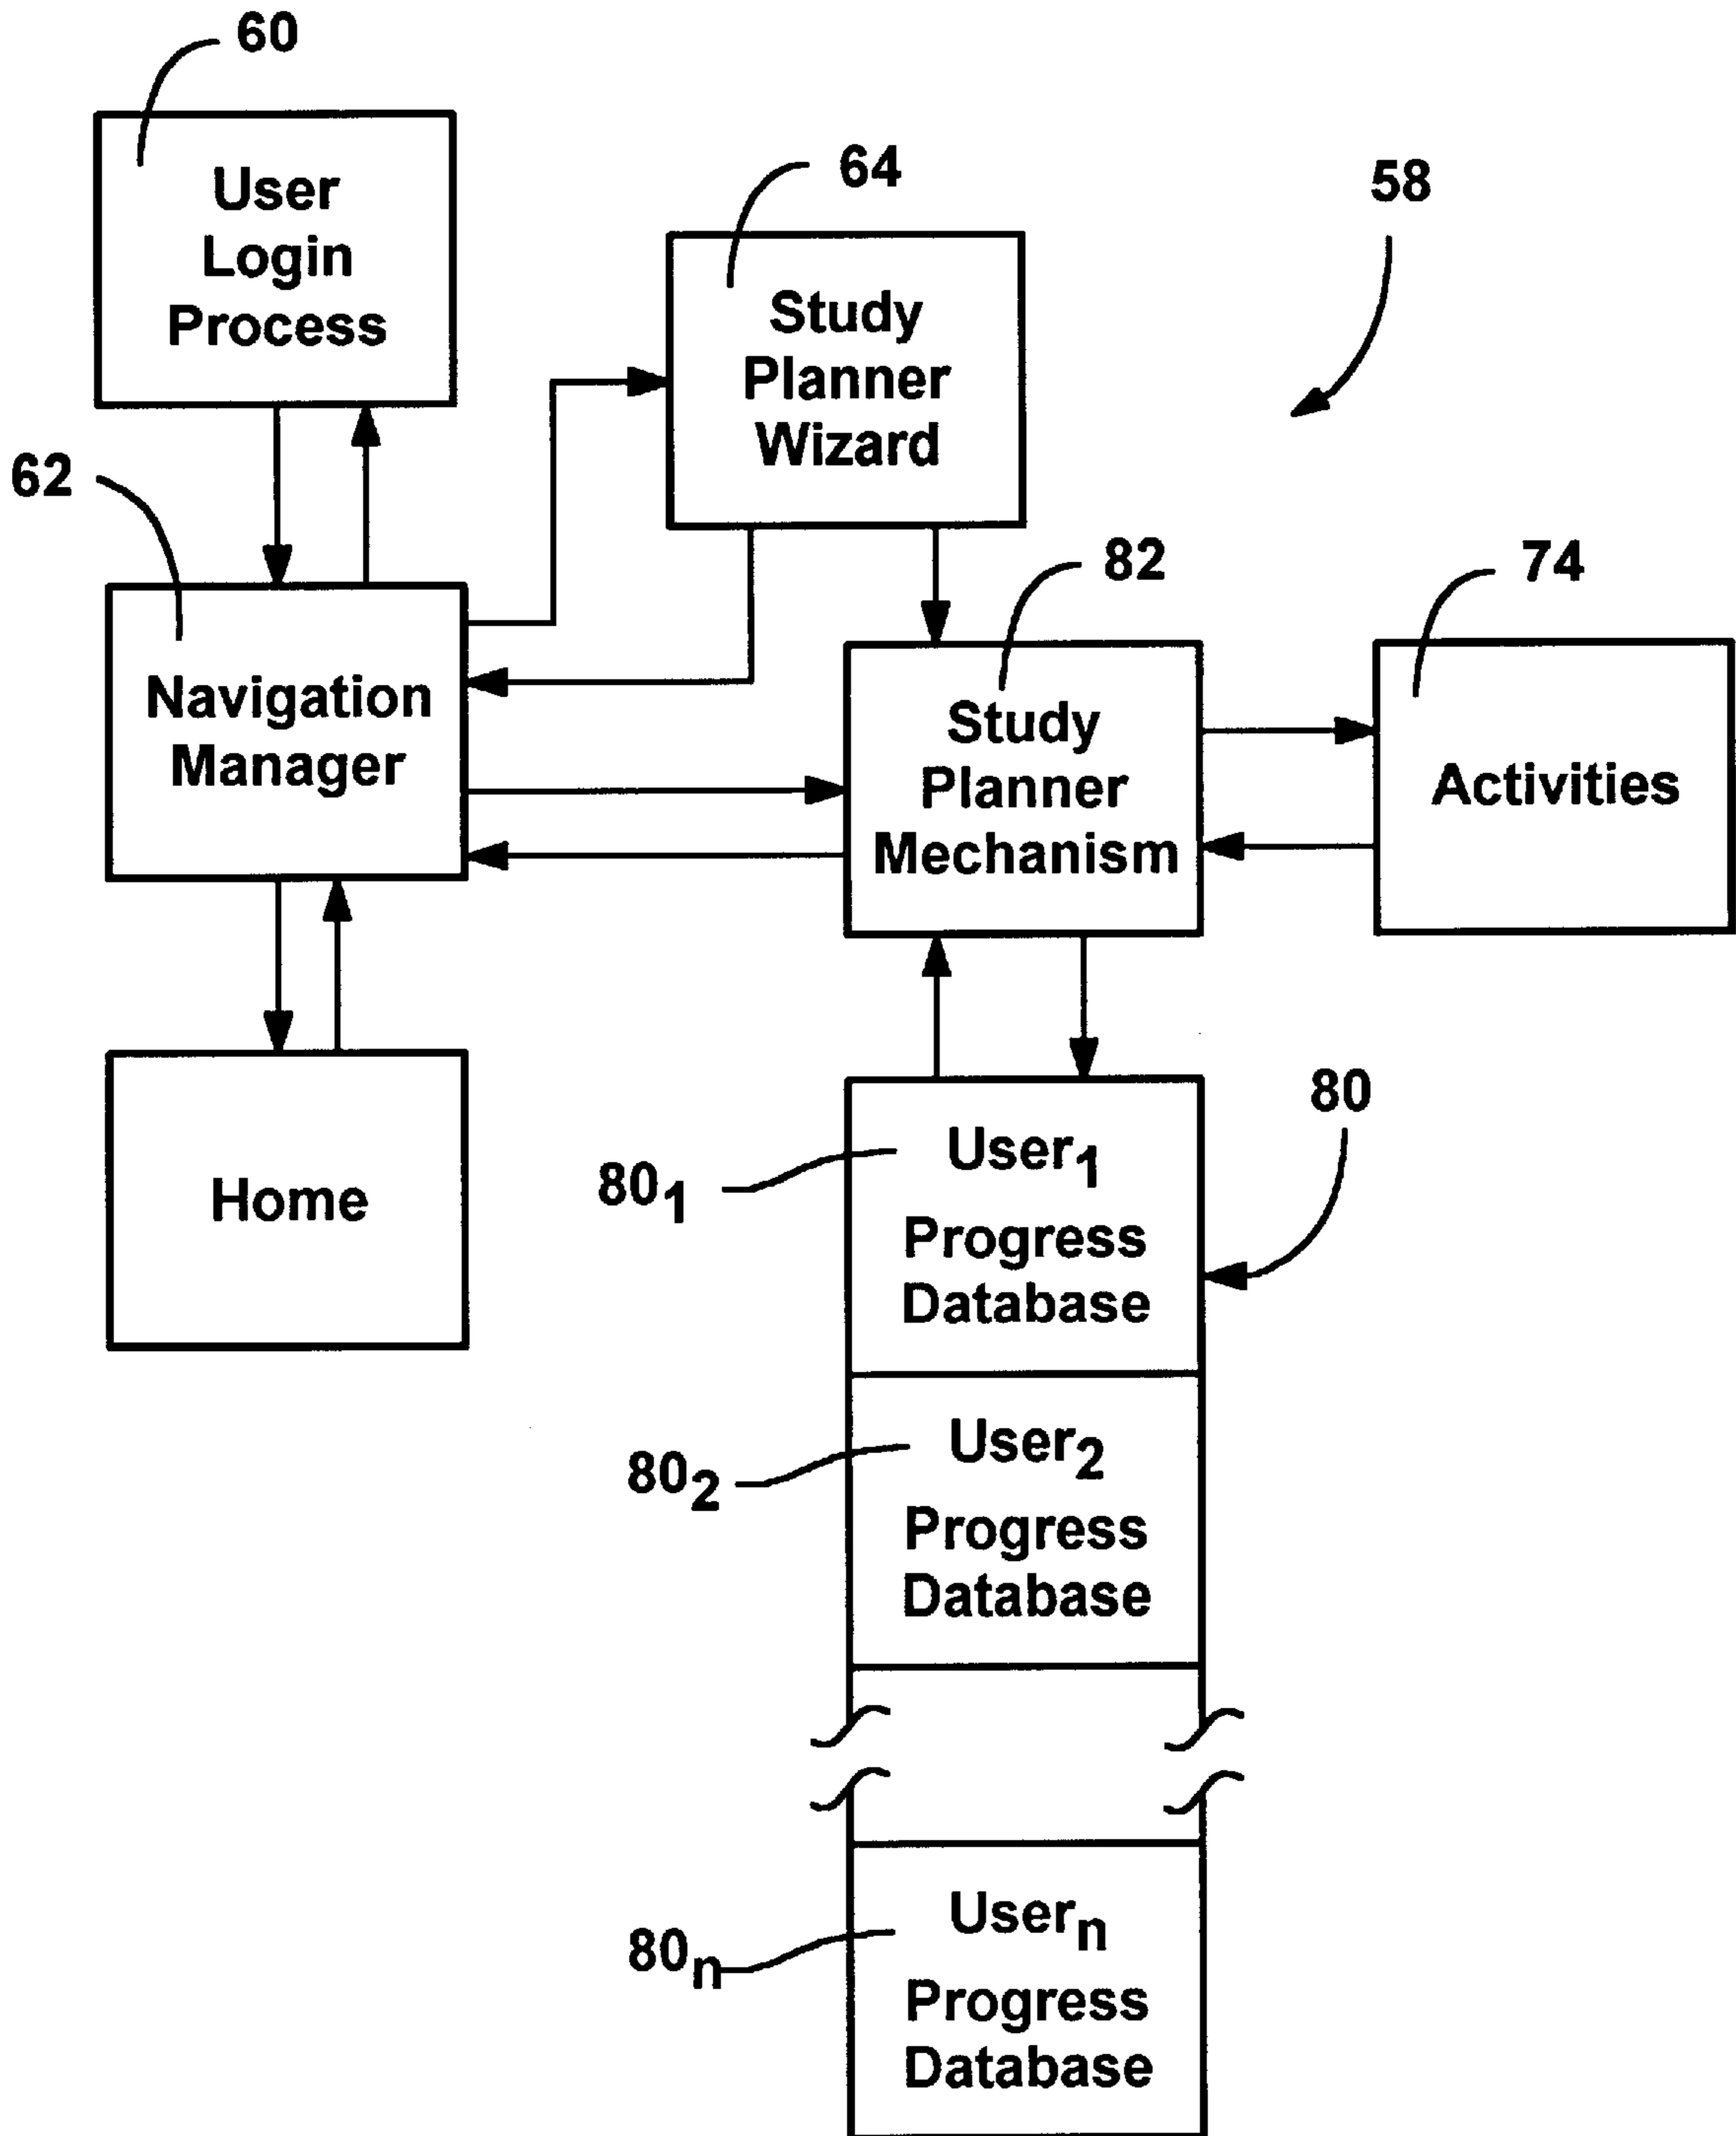 60
User
Login
Process
64
Study
Planner
Wizard
58
62
Navigation
Manager
82
Study
Planner
Mechanism
74
Activities
Home
80
80₁
User₁
Progress
Database
80₂
User₂
Progress
Database
80ₙ
Userₙ
Progress
Database